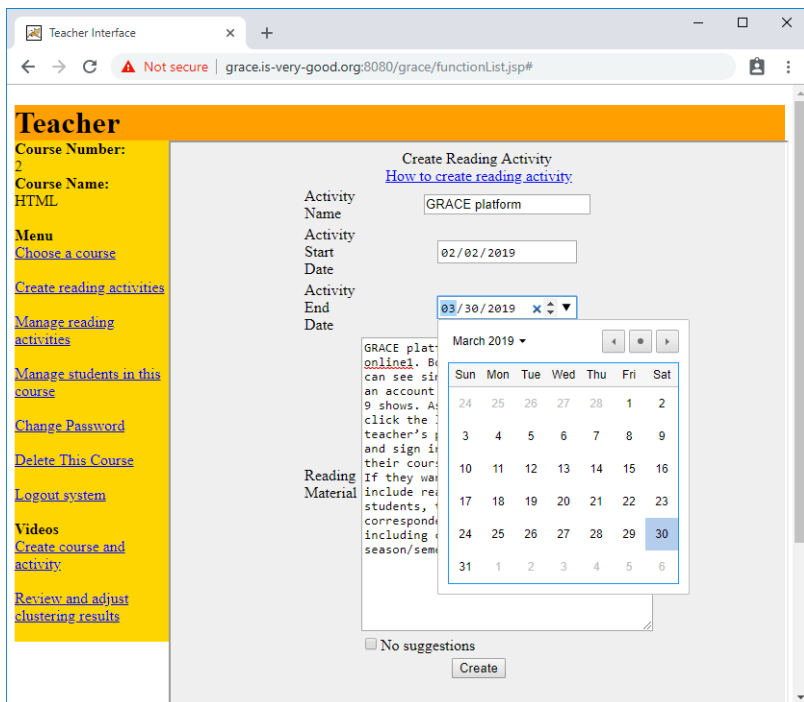 Teacher Interface
Not secure | grace.is-very-good.org:8080/grace/functionList.jsp#
Teacher
Course Number:
2
Course Name:
HTML
Menu
Choose a course
Create reading activities
Manage reading
activities
Manage students in this
course
Change Password
Delete This Course
Logout system
Videos
Create course and
activity
Review and adjust
clustering results
Create Reading Activity
How to create reading activity
Activity
Name
GRACE platform
Activity
Start
Date
02/02/2019
Activity
End
Date
03/30/2019
Reading
Material
GRACE plat
online1. Bo
can see sin
an account
9 shows. As
click the l
teacher's p
and sign in
their cours
If they wan
include rea
students, t
corresponde
including c
season/seme
March 2019
Sun Mon Tue Wed Thu Fri Sat
24 25 26 27 28 1 2
3 4 5 6 7 8 9
10 11 12 13 14 15 16
17 18 19 20 21 22 23
24 25 26 27 28 29 30
31 1 2 3 4 5 6
No suggestions
Create